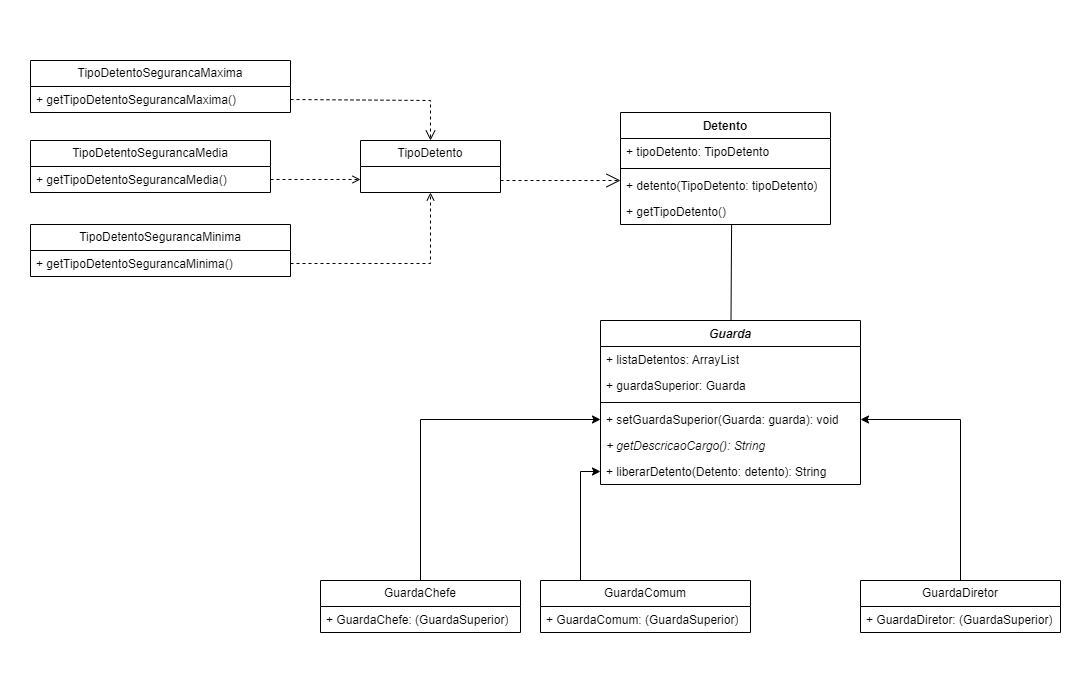 TipoDetentoSegurancaMaxima
+ getTipoDetentoSegurancaMaxima()
TipoDetentoSegurancaMedia
+ getTipoDetentoSegurancaMedia()
TipoDetentoSegurancaMinima
+ getTipoDetentoSegurancaMinima()
TipoDetento
Detento
+ tipoDetento: TipoDetento
+ detento(TipoDetento: tipoDetento)
+ getTipoDetento()
Guarda
+ listaDetentos: ArrayList
+ guardaSuperior: Guarda
+ setGuardaSuperior(Guarda: guarda): void
+ getDescricaoCargo(): String
+ liberarDetento(Detento: detento): String
GuardaChefe
+ GuardaChefe: (GuardaSuperior)
GuardaComum
+ GuardaComum: (GuardaSuperior)
GuardaDiretor
+ GuardaDiretor: (GuardaSuperior)